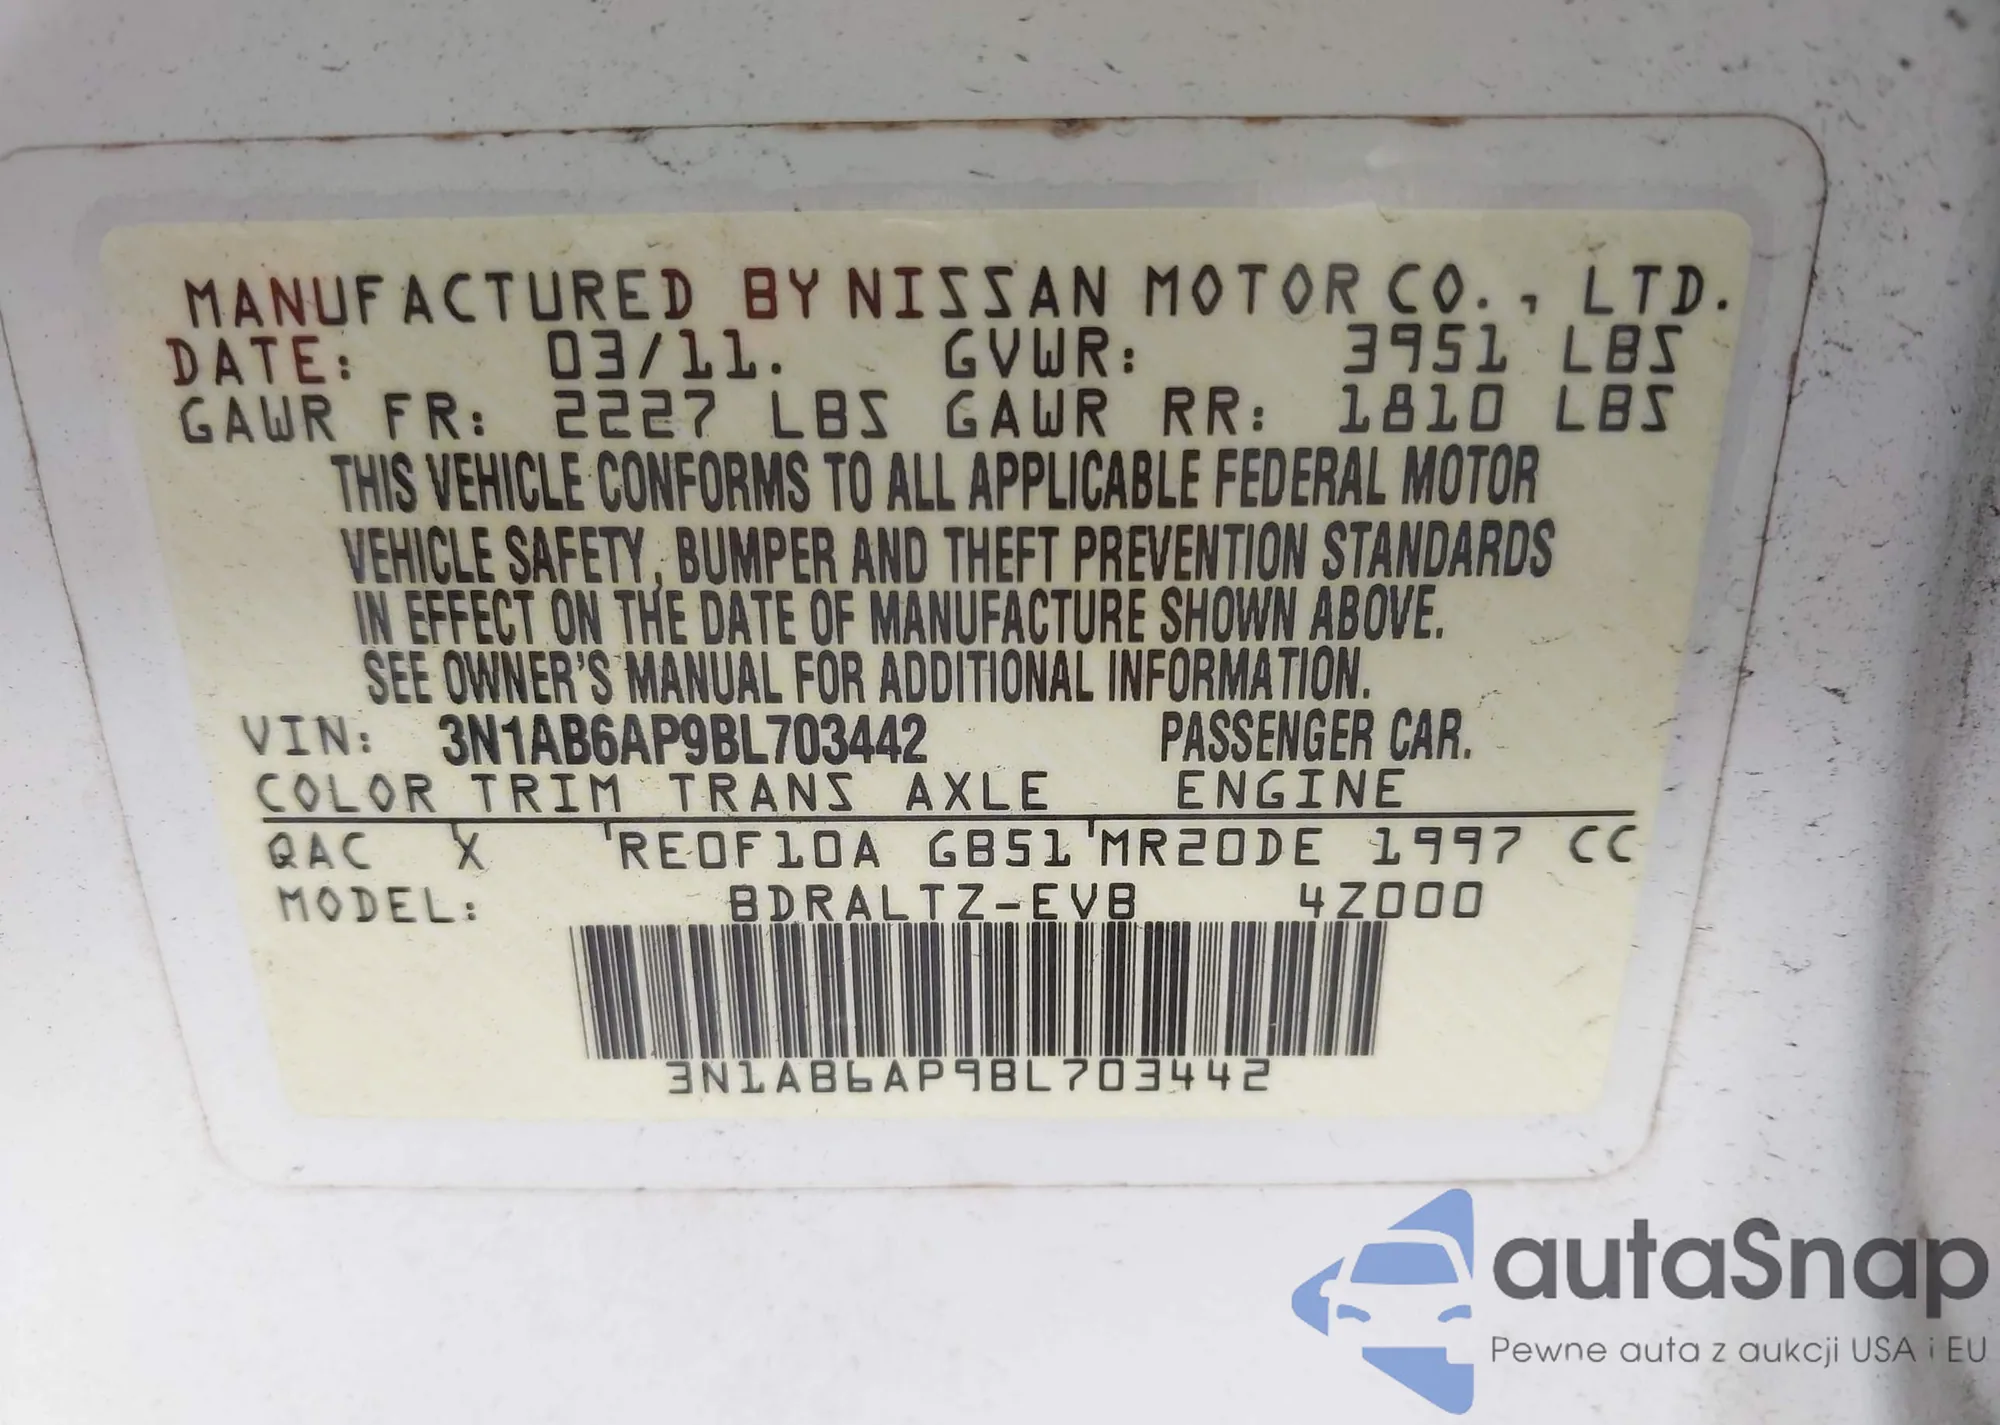 MANUFACTURED BY NISSAN MOTOR CO., LTD.
DATE: 03/11. GVWR: 3951 LBS
GAWR FR: 2227 LBS GAWR RR: 1810 LBS
THIS VEHICLE CONFORMS TO ALL APPLICABLE FEDERAL MOTOR
VEHICLE SAFETY, BUMPER AND THEFT PREVENTION STANDARDS
IN EFFECT ON THE DATE OF MANUFACTURE SHOWN ABOVE.
SEE OWNER'S MANUAL FOR ADDITIONAL INFORMATION.
VIN: 3N1AB6AP9BL703442 PASSENGER CAR.
COLOR TRIM TRANS AXLE ENGINE
QAC X RE0F10A GB51 MR20DE 1997 CC
MODEL: BDRALTZ-EVB 4Z000
3N1AB6AP9BL703442
autaSnap
Pewne auta z aukcji USA i EU